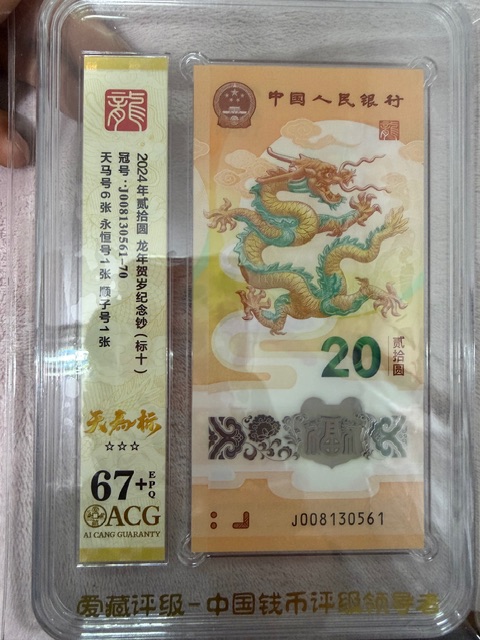 龍
2024年贰拾圆 龙年贺岁纪念钞(标十)
冠号:J008130561-70
天马号6张 永恒号1张 顺子号1张
天马标
☆☆☆
67+EPQ
ACG
AI CANG GUARANTY
中国人民银行
龍
20
贰拾圆
J008130561
爱藏评级-中国钱币评级领导者